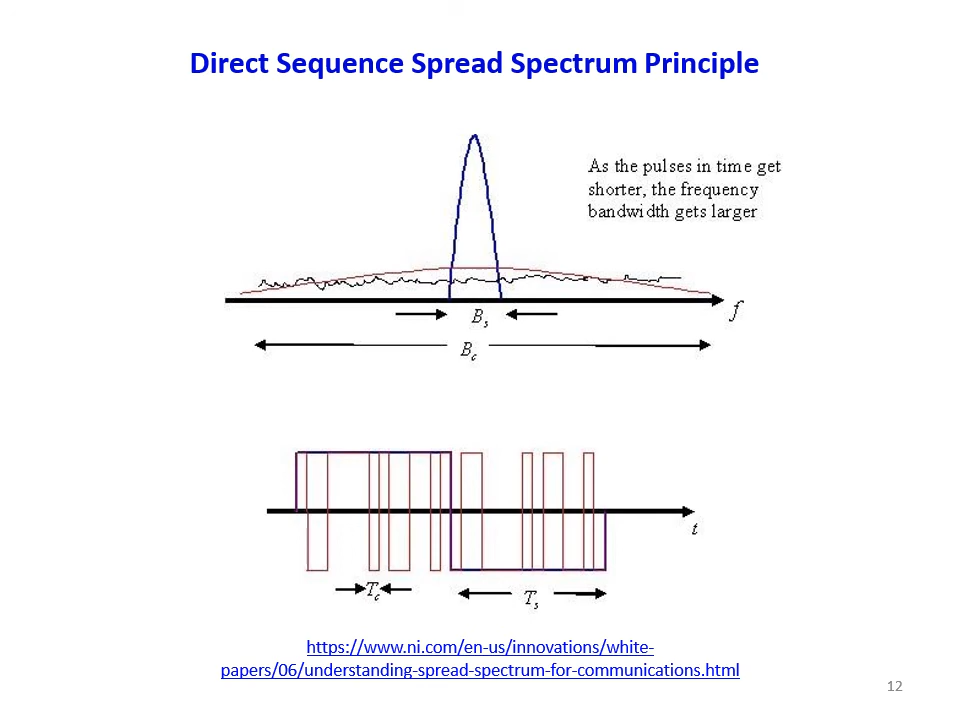 Direct Sequence Spread Spectrum Principle
As the pulses in time get
shorter, the frequency
bandwidth gets larger
f
Bs
Bc
t
Tc
Ts
https://www.ni.com/en-us/innovations/white-
papers/06/understanding-spread-spectrum-for-communications.html
12